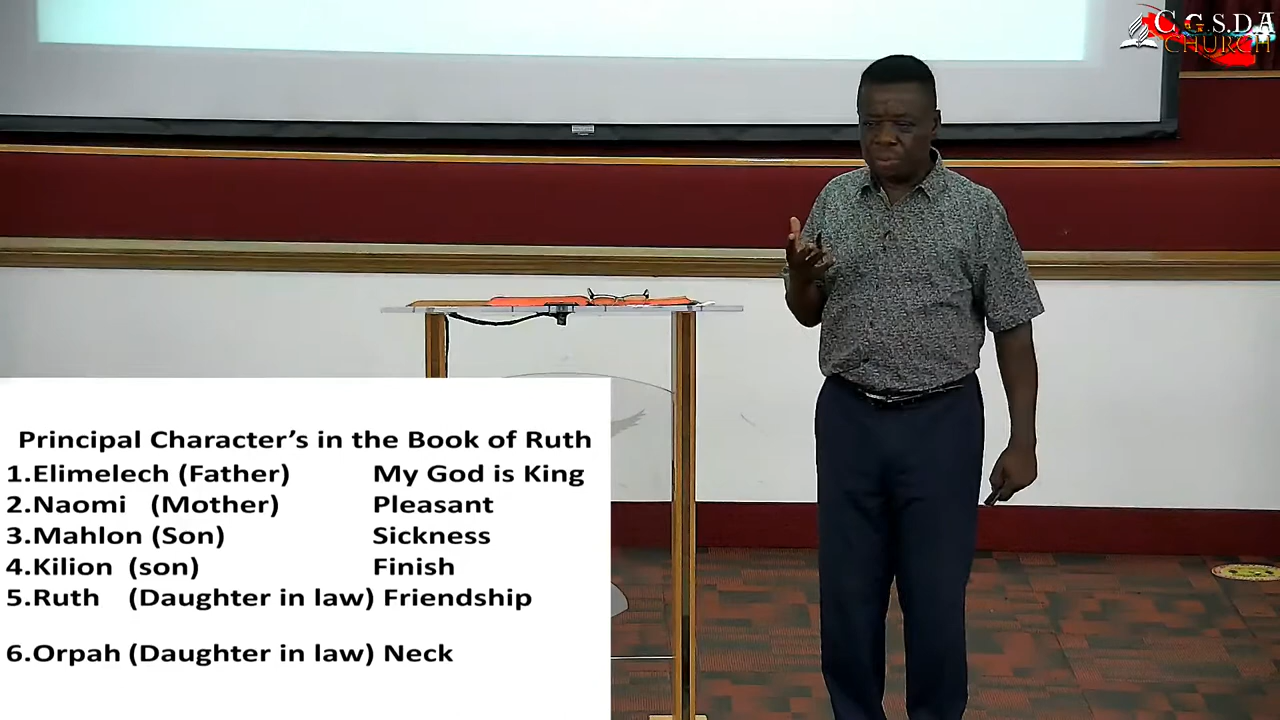 C G.S.D.A
CHURCH
Principal Character's in the Book of Ruth
1.Elimelech (Father) My God is King
2.Naomi (Mother) Pleasant
3.Mahlon (Son) Sickness
4.Kilion (son) Finish
5.Ruth (Daughter in law) Friendship
6.Orpah (Daughter in law) Neck